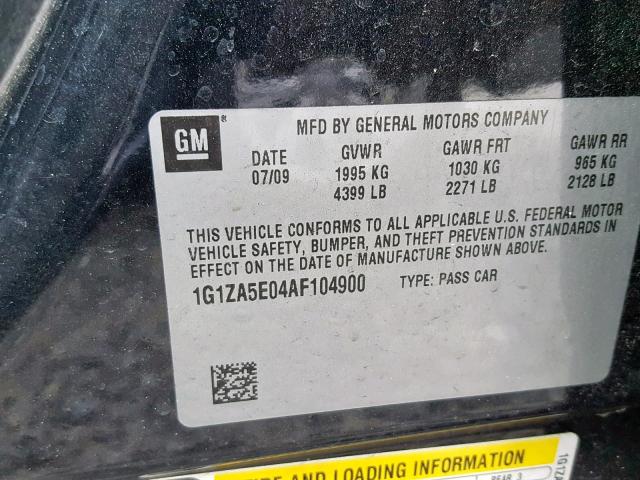 GM ®
MFD BY GENERAL MOTORS COMPANY
DATE GVWR GAWR FRT GAWR RR
07/09 1995 KG 1030 KG 965 KG
4399 LB 2271 LB 2128 LB
THIS VEHICLE CONFORMS TO ALL APPLICABLE U.S. FEDERAL MOTOR
VEHICLE SAFETY, BUMPER, AND THEFT PREVENTION STANDARDS IN
EFFECT ON THE DATE OF MANUFACTURE SHOWN ABOVE.
1G1ZA5E04AF104900 TYPE: PASS CAR
AND LOADING INFORMATION
REAR 3
1G1ZA